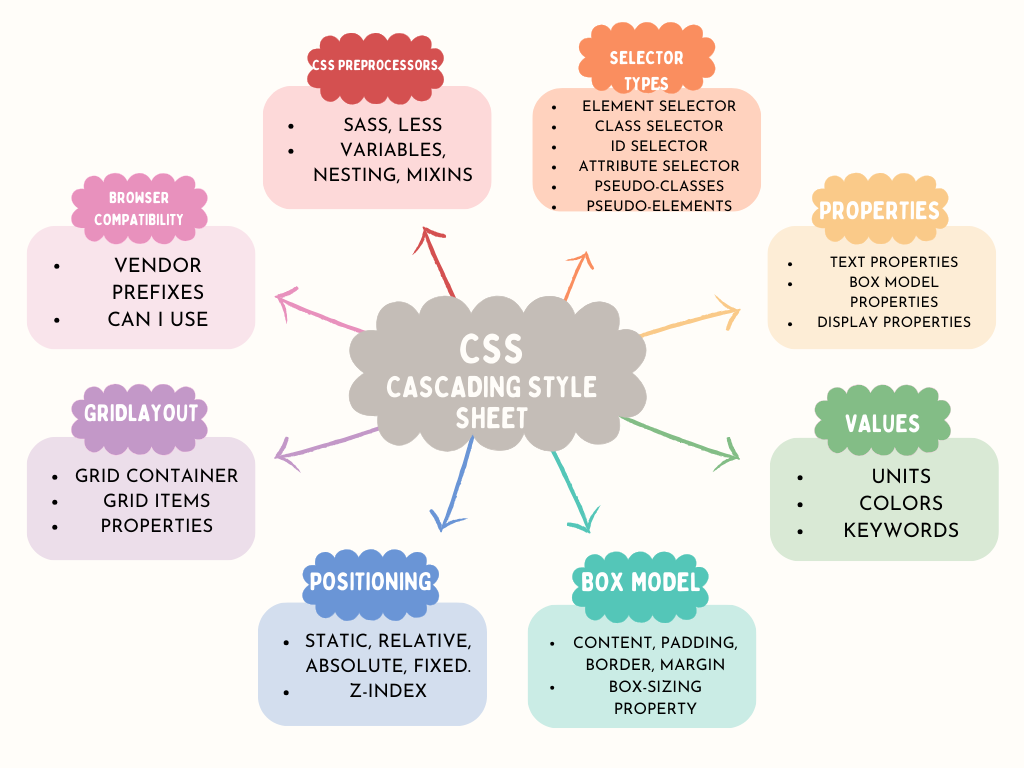 CSS PREPROCESSORS
• SASS, LESS
• VARIABLES,
NESTING, MIXINS
SELECTOR
TYPES
• ELEMENT SELECTOR
• CLASS SELECTOR
• ID SELECTOR
• ATTRIBUTE SELECTOR
• PSEUDO-CLASSES
• PSEUDO-ELEMENTS
BROWSER
COMPATIBILITY
• VENDOR
PREFIXES
• CAN I USE
PROPERTIES
• TEXT PROPERTIES
• BOX MODEL
PROPERTIES
• DISPLAY PROPERTIES
CSS
CASCADING STYLE
SHEET
GRIDLAYOUT
• GRID CONTAINER
• GRID ITEMS
• PROPERTIES
VALUES
• UNITS
• COLORS
• KEYWORDS
POSITIONING
• STATIC, RELATIVE,
ABSOLUTE, FIXED.
• Z-INDEX
BOX MODEL
• CONTENT, PADDING,
BORDER, MARGIN
• BOX-SIZING
PROPERTY